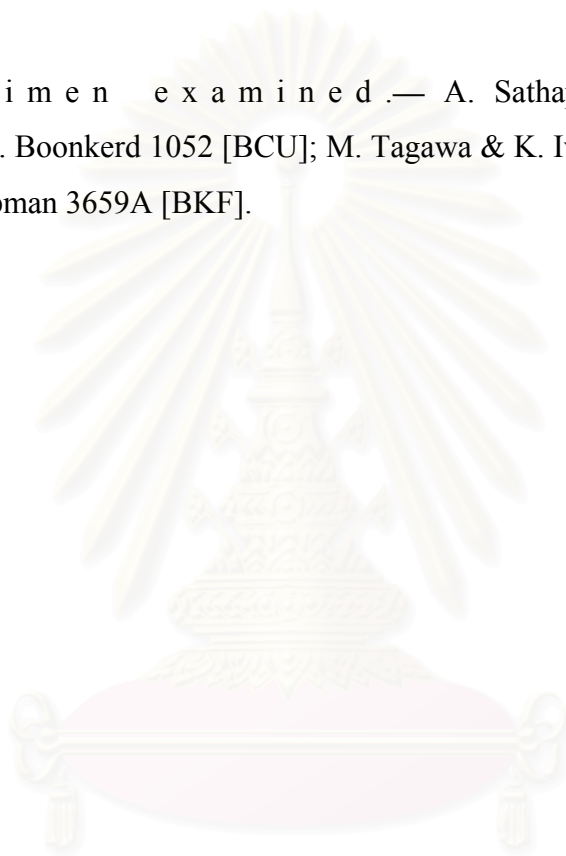 i m e n e x a m i n e d .— A. Satha
. Boonkerd 1052 [BCU]; M. Tagawa & K. I
oman 3659A [BKF].